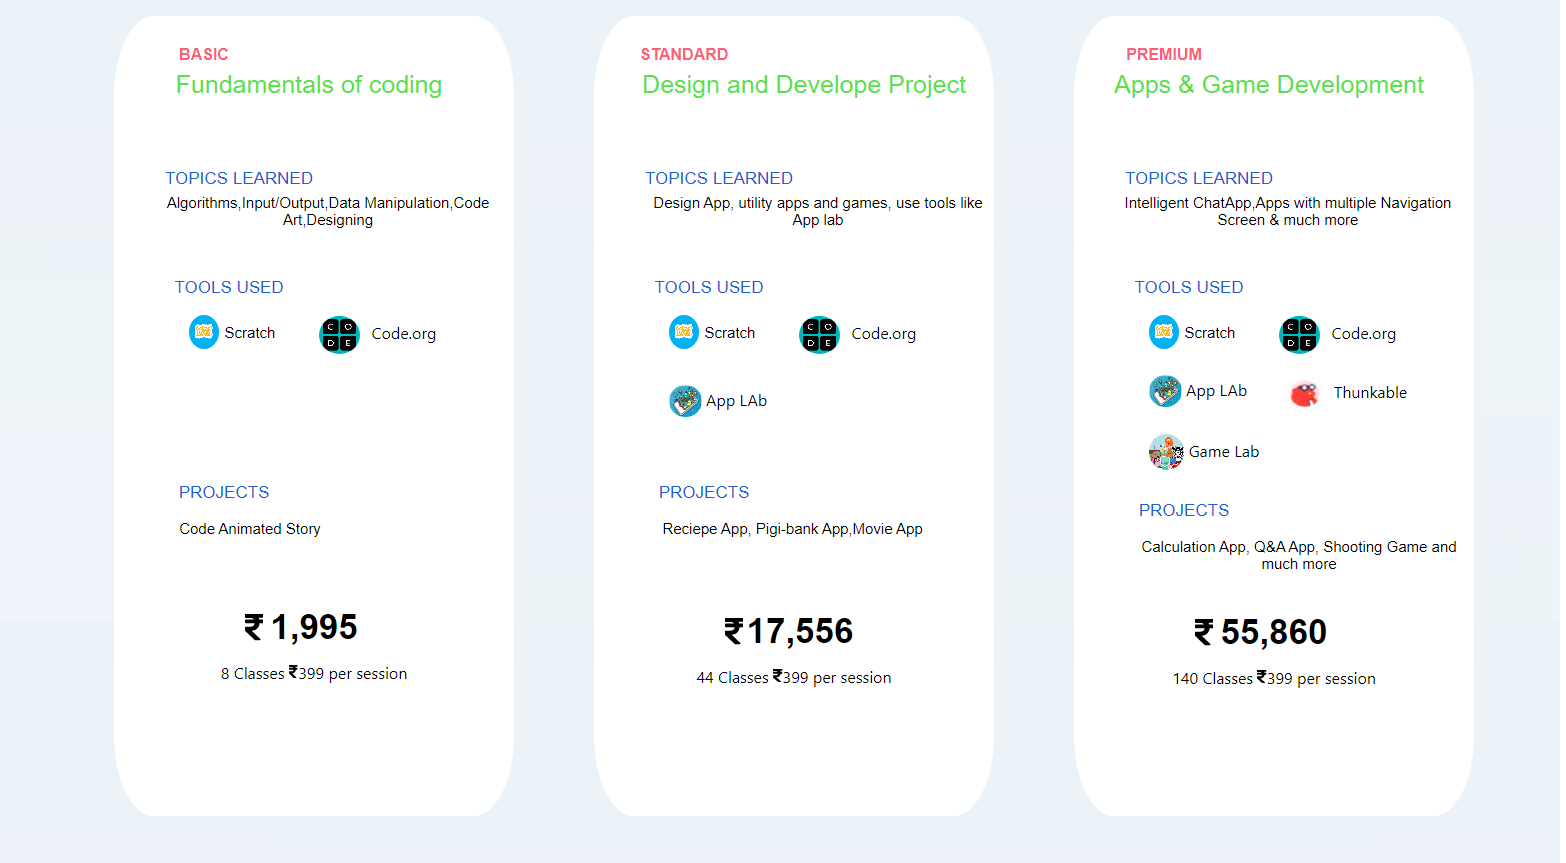 BASIC
Fundamentals of coding
TOPICS LEARNED
Algorithms,Input/Output,Data Manipulation,Code
Art,Designing
TOOLS USED
Scratch
C O
D E
Code.org
PROJECTS
Code Animated Story
₹ 1,995
8 Classes ₹399 per session
STANDARD
Design and Develope Project
TOPICS LEARNED
Design App, utility apps and games, use tools like
App lab
TOOLS USED
Scratch
C O
D E
Code.org
App LAb
PROJECTS
Reciepe App, Pigi-bank App,Movie App
₹17,556
44 Classes ₹399 per session
PREMIUM
Apps & Game Development
TOPICS LEARNED
Intelligent ChatApp,Apps with multiple Navigation
Screen & much more
TOOLS USED
Scratch
C O
D E
Code.org
App LAb
Thunkable
Game Lab
PROJECTS
Calculation App, Q&A App, Shooting Game and
much more
₹ 55,860
140 Classes ₹399 per session